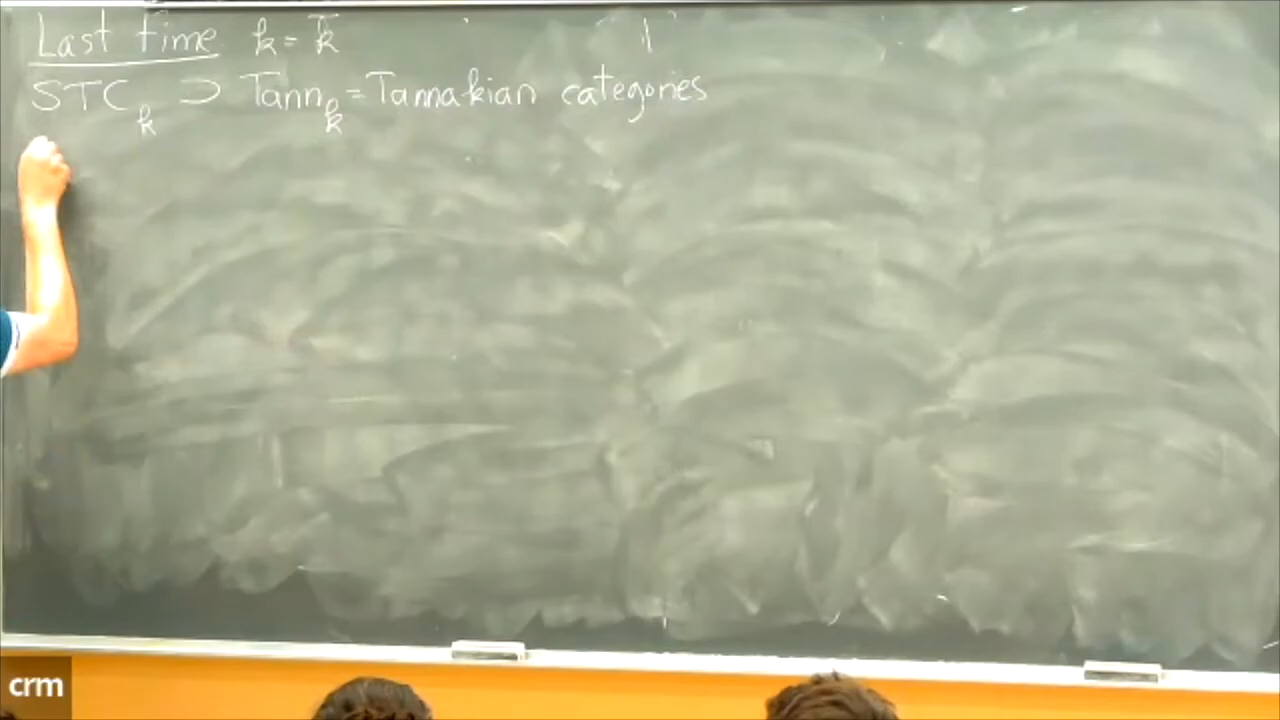 Last time k = k̄
STC_k ⊃ Tann_k = Tannakian categories
crm